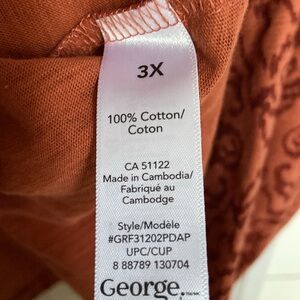 3X
100% Cotton/
Coton
CA 51122
Made in Cambodia/
Fabriqué au
Cambodge
Style/Modèle
#GRF31202PDAP
UPC/CUP
8 88789 130704
George.